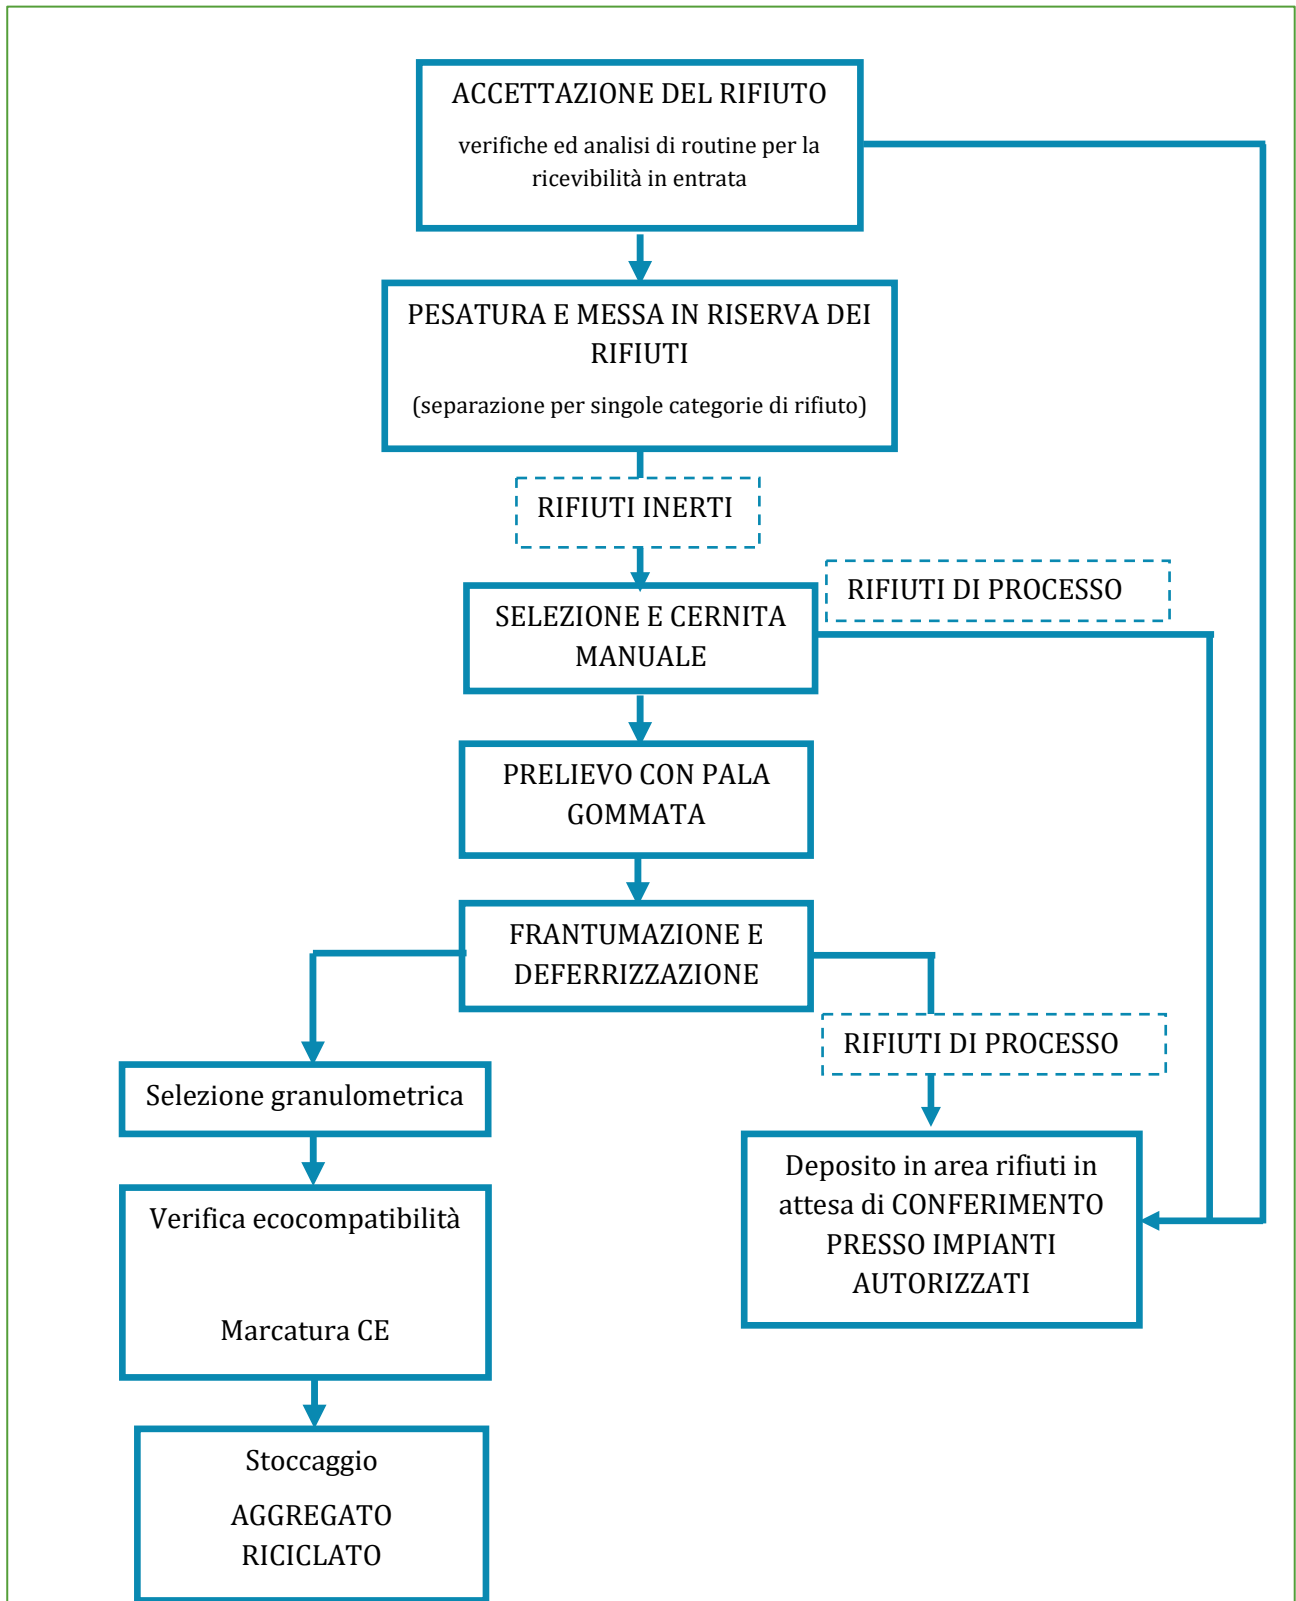 ACCETTAZIONE DEL RIFIUTO
verifiche ed analisi di routine per la
ricevibilità in entrata
PESATURA E MESSA IN RISERVA DEI
RIFIUTI
(separazione per singole categorie di rifiuto)
RIFIUTI INERTI
RIFIUTI DI PROCESSO
SELEZIONE E CERNITA
MANUALE
PRELIEVO CON PALA
GOMMATA
FRANTUMAZIONE E
DEFERRIZZAZIONE
RIFIUTI DI PROCESSO
Selezione granulometrica
Deposito in area rifiuti in
attesa di CONFERIMENTO
PRESSO IMPIANTI
AUTORIZZATI
Verifica ecocompatibilità
Marcatura CE
Stoccaggio
AGGREGATO
RICICLATO